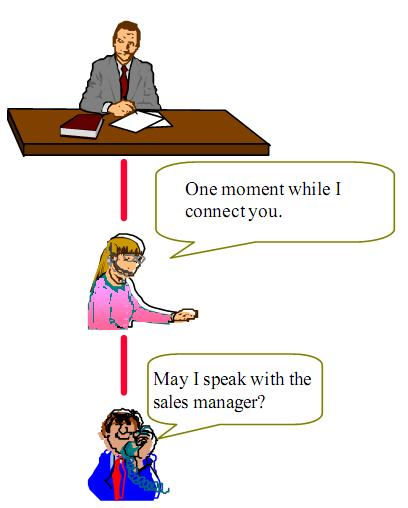 One moment while I
connect you.
May I speak with the
sales manager?